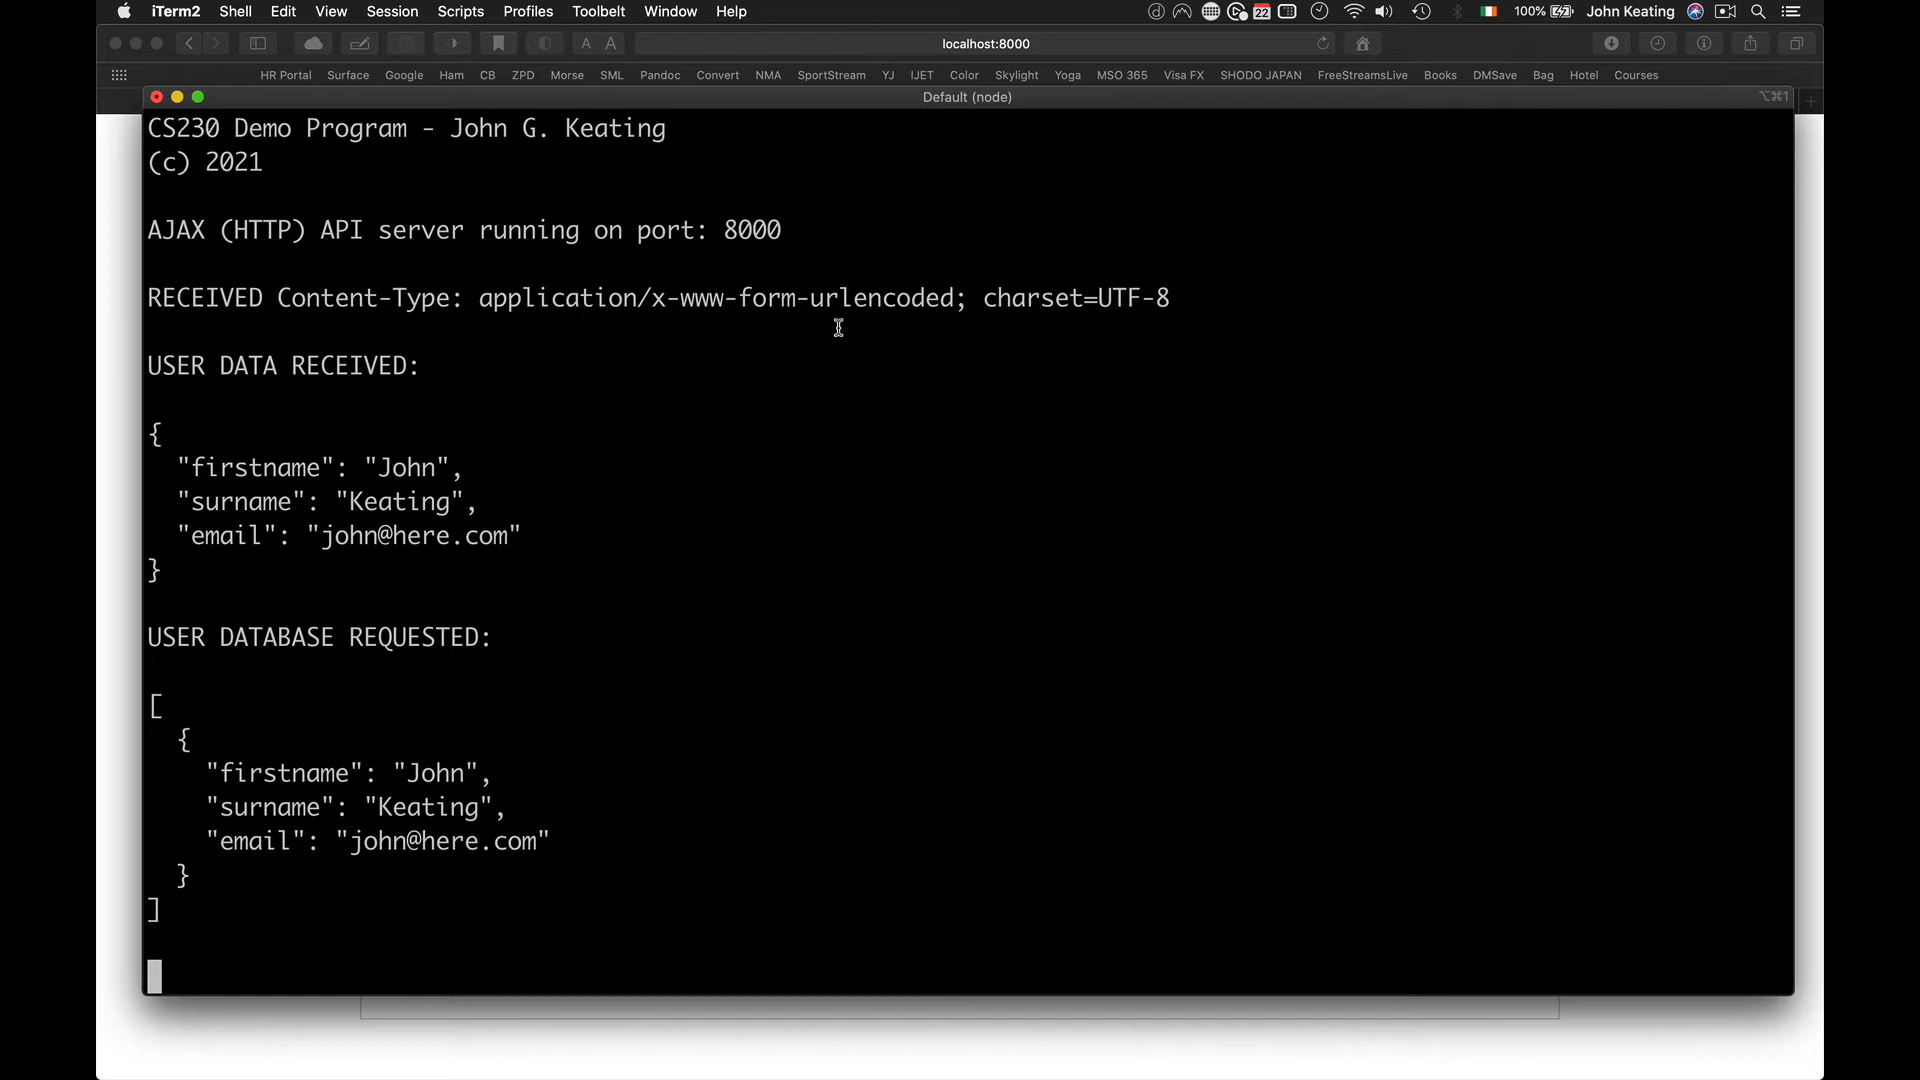 iTerm2 Shell Edit View Session Scripts Profiles Toolbelt Window Help 22 100% John Keating
A A localhost:8000
HR Portal Surface Google Ham CB ZPD Morse SML Pandoc Convert NMA SportStream YJ IJET Color Skylight Yoga MSO 365 Visa FX SHODO JAPAN FreeStreamsLive Books DMSave Bag Hotel Courses
Default (node) ⌥⌘1
CS230 Demo Program - John G. Keating
(c) 2021
AJAX (HTTP) API server running on port: 8000
RECEIVED Content-Type: application/x-www-form-urlencoded; charset=UTF-8
USER DATA RECEIVED:
{
"firstname": "John",
"surname": "Keating",
"email": "john@here.com"
}
USER DATABASE REQUESTED:
[
{
"firstname": "John",
"surname": "Keating",
"email": "john@here.com"
}
]